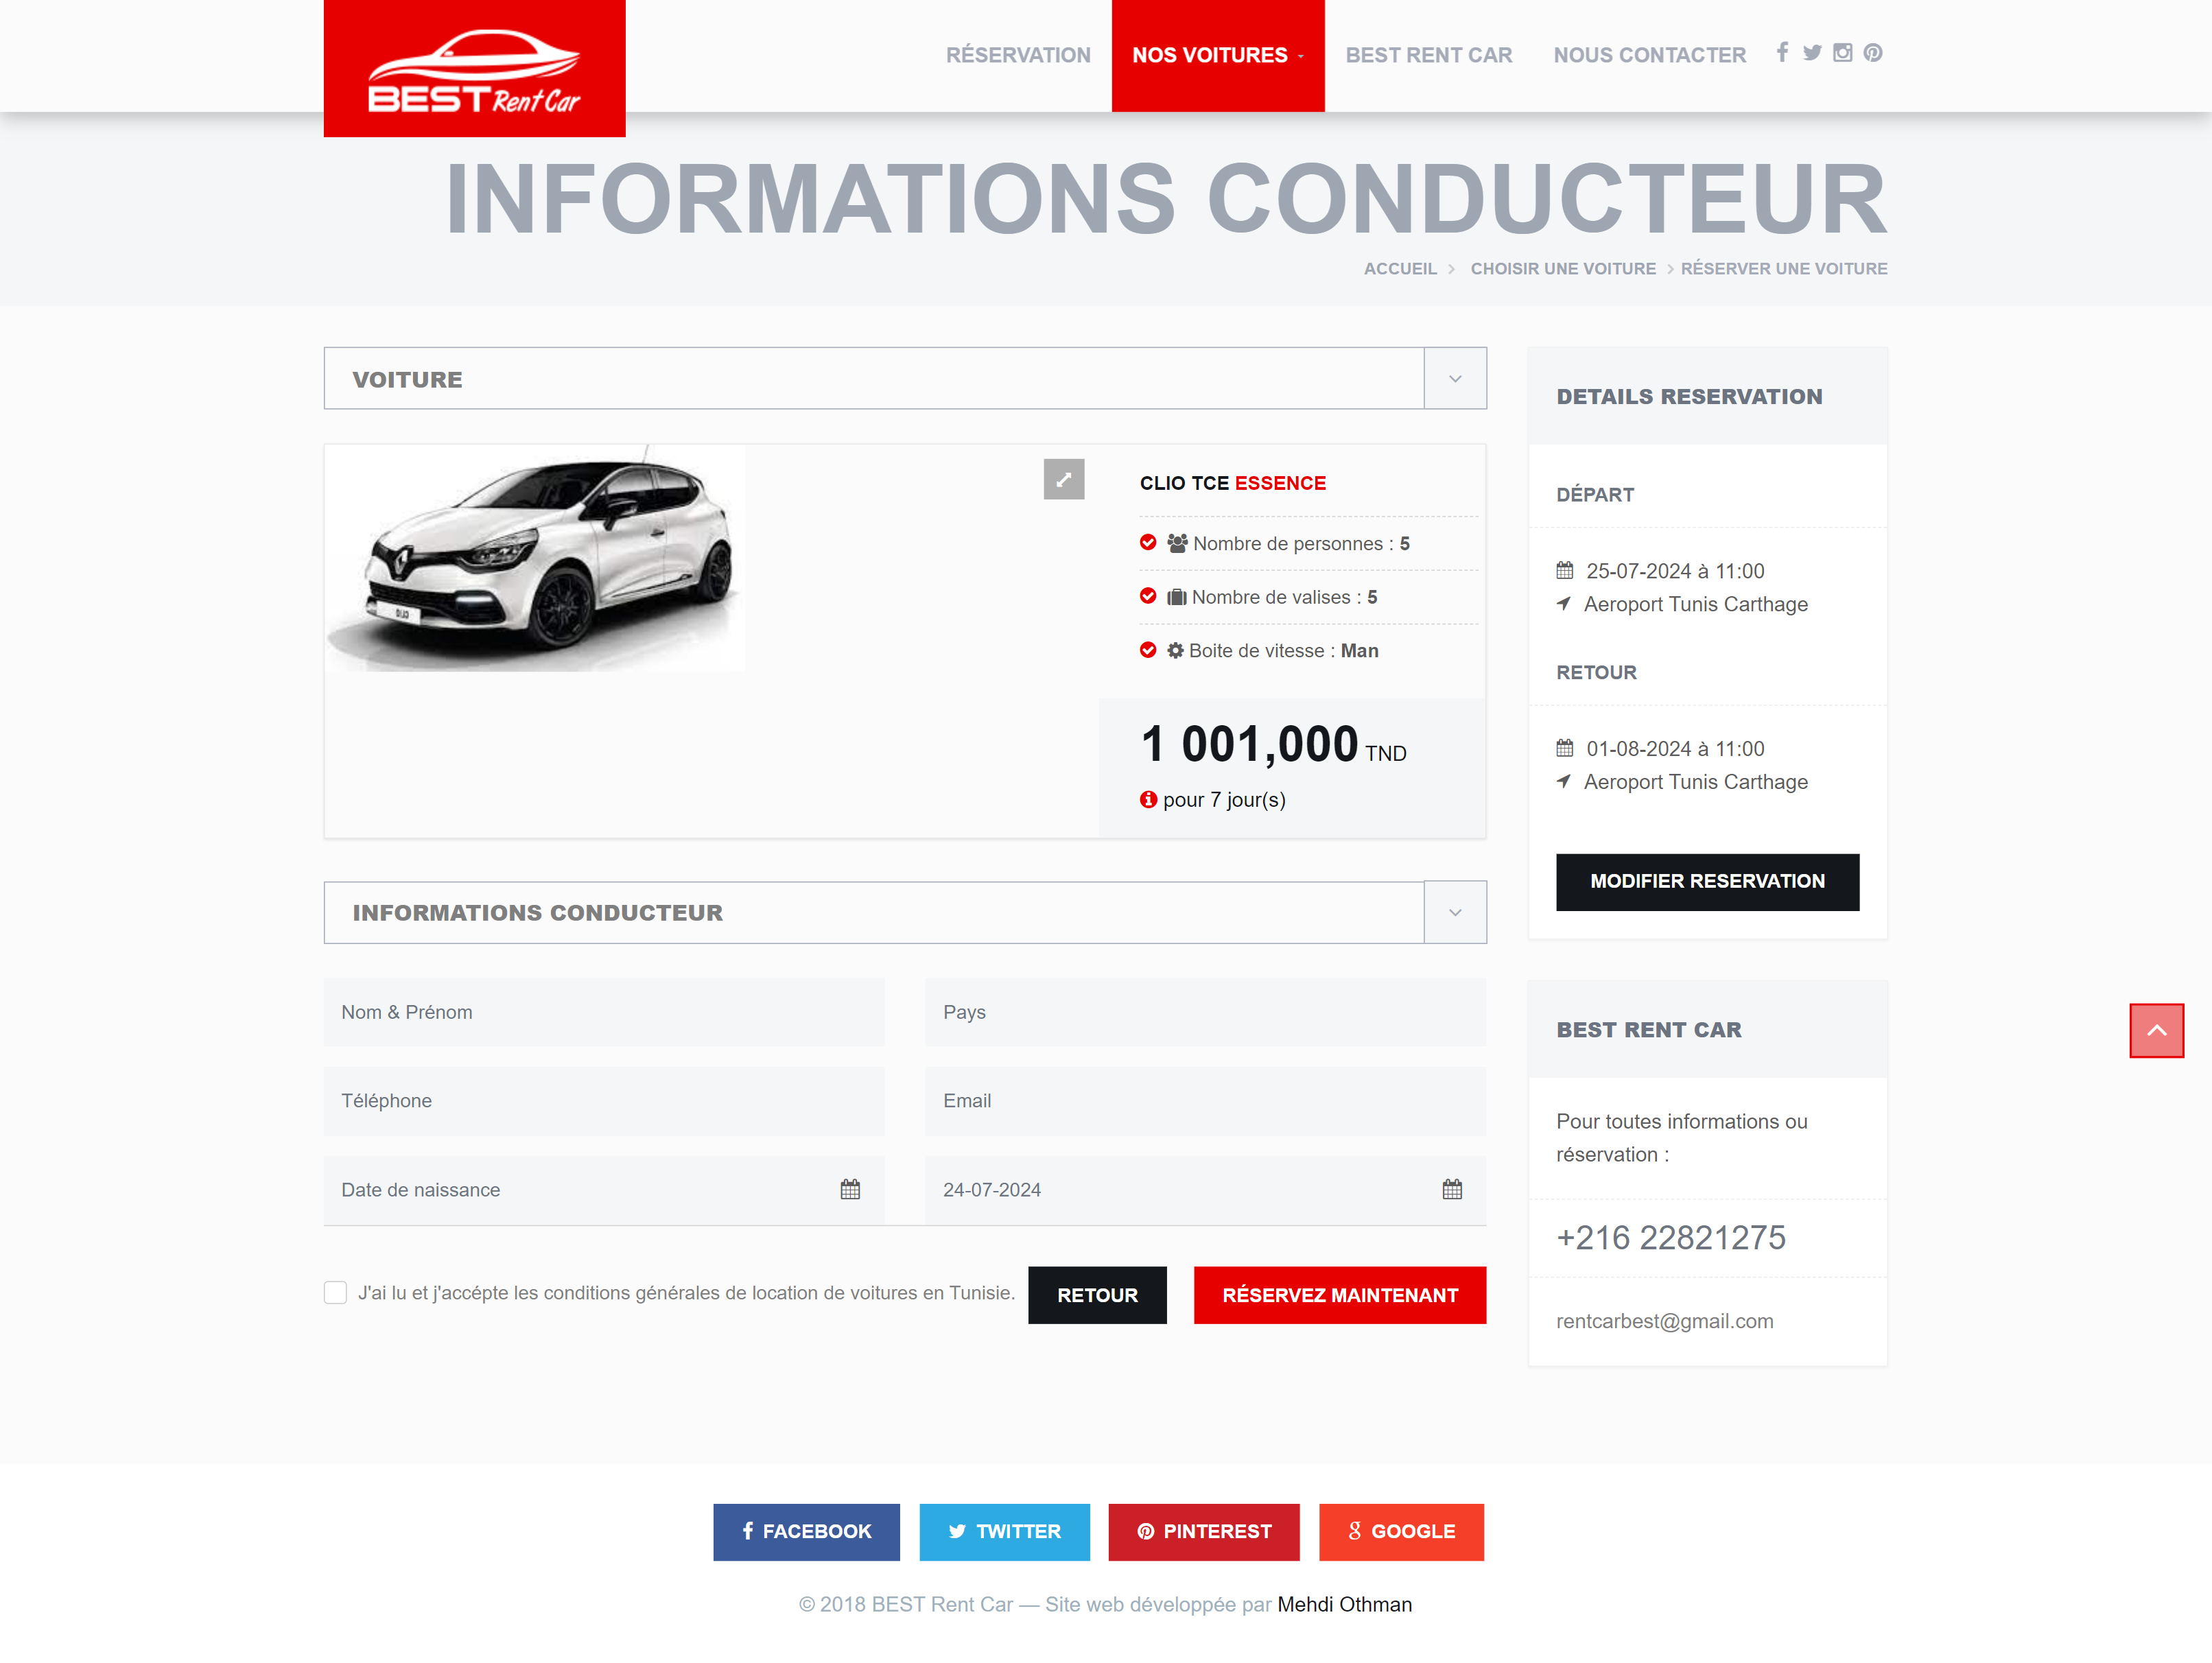 BEST Rent Car
RÉSERVATION
NOS VOITURES
BEST RENT CAR
NOUS CONTACTER
INFORMATIONS CONDUCTEUR
ACCUEIL CHOISIR UNE VOITURE RÉSERVER UNE VOITURE
VOITURE
CLIO TCE ESSENCE
Nombre de personnes : 5
Nombre de valises : 5
Boite de vitesse : Man
1 001,000 TND
pour 7 jour(s)
INFORMATIONS CONDUCTEUR
Nom & Prénom
Pays
Téléphone
Email
Date de naissance
24-07-2024
J'ai lu et j'accépte les conditions générales de location de voitures en Tunisie.
RETOUR
RÉSERVEZ MAINTENANT
DETAILS RESERVATION
DÉPART
25-07-2024 à 11:00
Aeroport Tunis Carthage
RETOUR
01-08-2024 à 11:00
Aeroport Tunis Carthage
MODIFIER RESERVATION
BEST RENT CAR
Pour toutes informations ou
réservation :
+216 22821275
rentcarbest@gmail.com
FACEBOOK
TWITTER
PINTEREST
GOOGLE
© 2018 BEST Rent Car — Site web développée par Mehdi Othman